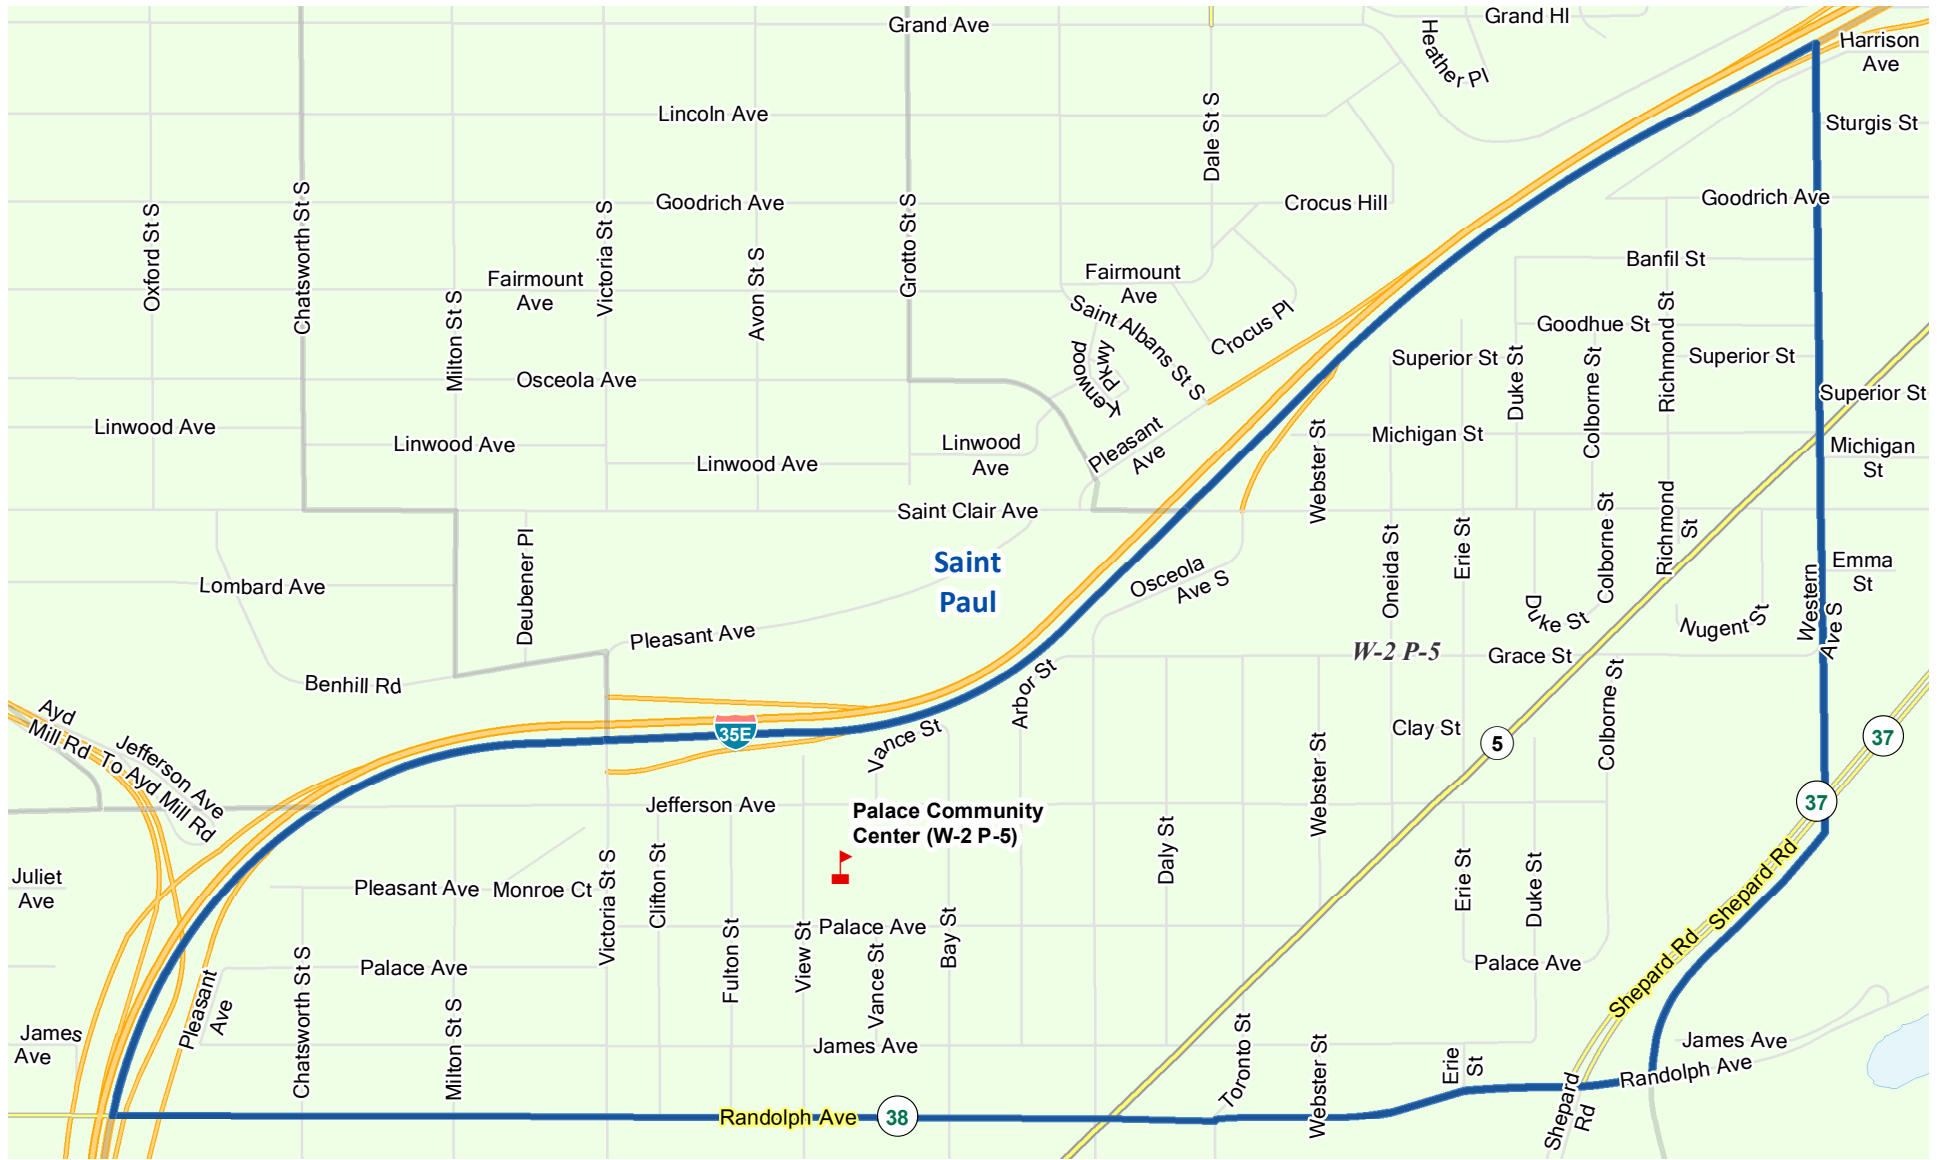 Grand Ave
Grand Hl
Heather Pl
Harrison
Ave
Lincoln Ave
Dale St S
Sturgis St
Oxford St S
Chatsworth St S
Victoria St S
Goodrich Ave
Avon St S
Grotto St S
Crocus Hill
Goodrich Ave
Banfil St
Milton St S
Fairmount
Ave
Fairmount
Ave
Saint Albans St S
Crocus Pl
Kenwood
Pkwy
Goodhue St
Richmond St
Superior St
Duke St
Colborne St
Superior St
Superior St
Osceola Ave
Linwood Ave
Linwood Ave
Linwood Ave
Linwood
Ave
Pleasant
Ave
Webster St
Michigan St
Michigan
St
Saint Clair Ave
Richmond
St
Colborne St
Erie St
Oneida St
Saint
Paul
Deubener Pl
Lombard Ave
Osceola
Ave S
Emma
St
Duke St
Nugent St
Western
Ave S
Pleasant Ave
W-2 P-5
Grace St
Benhill Rd
Arbor St
Colborne St
Ayd
Mill Rd To Ayd Mill Rd
Jefferson Ave
35E
Vance St
Clay St
5
37
Webster St
37
Jefferson Ave
Palace Community
Center (W-2 P-5)
Daly St
Juliet
Ave
Pleasant Ave
Monroe Ct
Victoria St S
Clifton St
Erie St
Duke St
Shepard Rd
Palace Ave
Fulton St
View St
Vance St
Bay St
Palace Ave
Chatsworth St S
Palace Ave
Shepard Rd
Pleasant
Ave
Milton St S
James
Ave
James Ave
Toronto St
Webster St
Erie
St
James Ave
Randolph Ave
Randolph Ave
38
Shepard
Rd